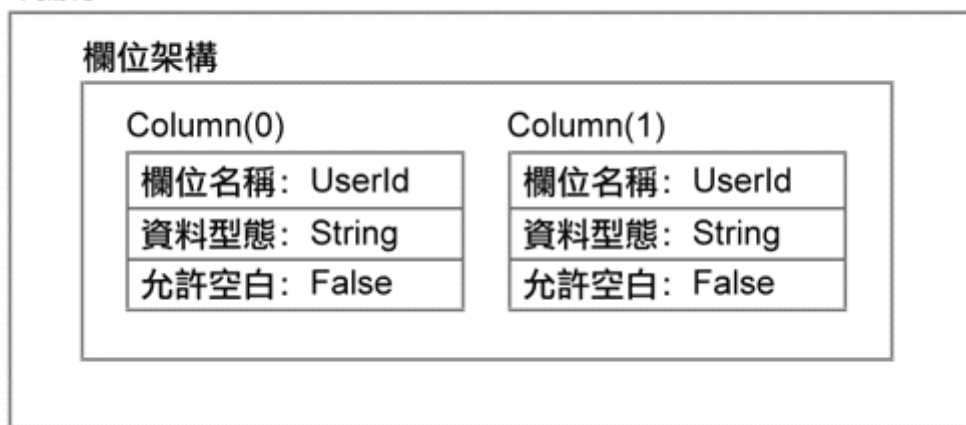 欄位架構
Column(0)
欄位名稱：UserId
資料型態：String
允許空白：False
Column(1)
欄位名稱：UserId
資料型態：String
允許空白：False